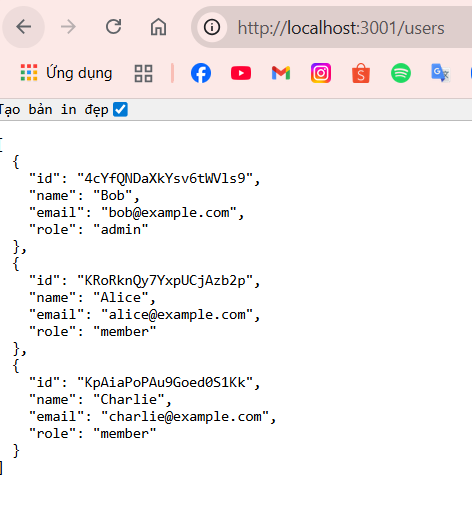 http://localhost:3001/users
Ứng dụng
Tạo bản in đẹp
[
  {
    "id": "4cYfQNDaXkYsv6tWVls9",
    "name": "Bob",
    "email": "bob@example.com",
    "role": "admin"
  },
  {
    "id": "KRoRknQy7YxpUCjAzb2p",
    "name": "Alice",
    "email": "alice@example.com",
    "role": "member"
  },
  {
    "id": "KpAiaPoPAu9Goed0S1Kk",
    "name": "Charlie",
    "email": "charlie@example.com",
    "role": "member"
  }
]